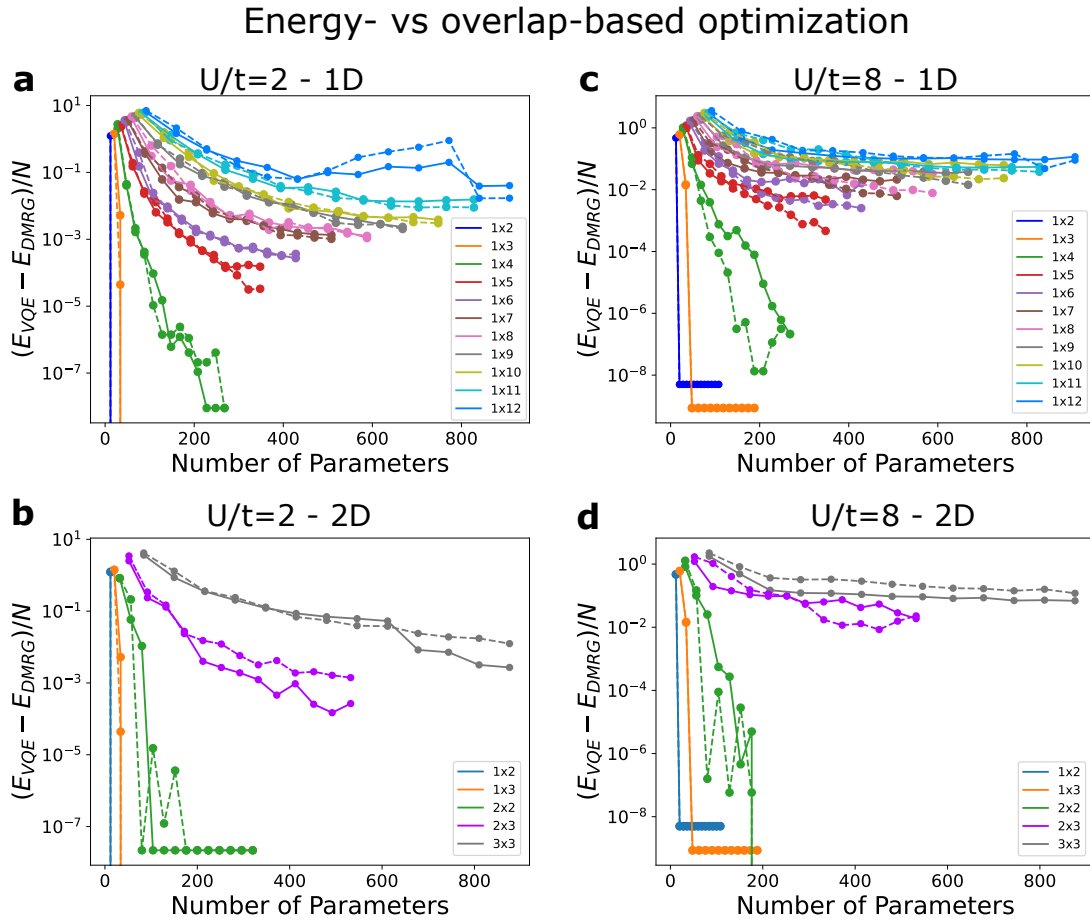 Energy- vs overlap-based optimization
a
U/t=2 - 1D
(E_VQE − E_DMRG)/N
10^1
10^-1
10^-3
10^-5
10^-7
1x2
1x3
1x4
1x5
1x6
1x7
1x8
1x9
1x10
1x11
1x12
0 200 400 600 800
Number of Parameters
c
U/t=8 - 1D
(E_VQE − E_DMRG)/N
10^0
10^-2
10^-4
10^-6
10^-8
1x2
1x3
1x4
1x5
1x6
1x7
1x8
1x9
1x10
1x11
1x12
0 200 400 600 800
Number of Parameters
b
U/t=2 - 2D
(E_VQE − E_DMRG)/N
10^1
10^-1
10^-3
10^-5
10^-7
1x2
1x3
2x2
2x3
3x3
0 200 400 600 800
Number of Parameters
d
U/t=8 - 2D
(E_VQE − E_DMRG)/N
10^0
10^-2
10^-4
10^-6
10^-8
1x2
1x3
2x2
2x3
3x3
0 200 400 600 800
Number of Parameters